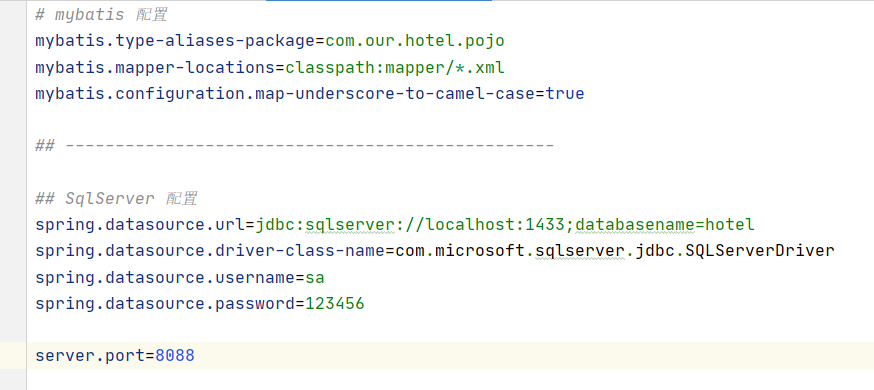 # mybatis 配置
mybatis.type-aliases-package=com.our.hotel.pojo
mybatis.mapper-locations=classpath:mapper/*.xml
mybatis.configuration.map-underscore-to-camel-case=true
## -------------------------------------------------
## SqlServer 配置
spring.datasource.url=jdbc:sqlserver://localhost:1433;databasename=hotel
spring.datasource.driver-class-name=com.microsoft.sqlserver.jdbc.SQLServerDriver
spring.datasource.username=sa
spring.datasource.password=123456
server.port=8088